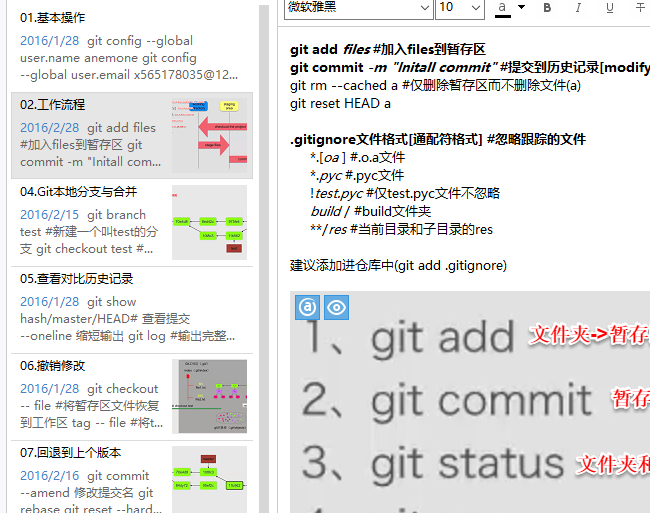 01.基本操作
2016/1/28 git config --global
user.name anemone git config
--global user.email x565178035@12...
02.工作流程
2016/2/28 git add files
#加入files到暂存区 git
commit -m "Inital com...
04.Git本地分支与合并
2016/2/15 git branch
test #新建一个叫test的分
支 git checkout test #...
05.查看对比历史记录
2016/1/28 git show
hash/master/HEAD# 查看提交
--oneline 缩短输出 git log #输出完整...
06.撤销修改
2016/1/28 git checkout
-- file #将暂存区文件恢复
到工作区 tag -- file #将t...
07.回退到上个版本
2016/2/16 git commit
--amend 修改提交名 git
rebase git reset --hard...
微软雅黑 10 a B I U
git add files #加入files到暂存区
git commit -m "Initall commit" #提交到历史记录[modify
git rm --cached a #仅删除暂存区而不删除文件(a)
git reset HEAD a
.gitignore文件格式[通配符格式] #忽略跟踪的文件
*.[oa ] #.o.a文件
*.pyc #.pyc文件
!test.pyc #仅test.pyc文件不忽略
build / #build文件夹
**/res #当前目录和子目录的res
建议添加进仓库中(git add .gitignore)
1、git add 文件夹->暂存
2、git commit 暂存
3、git status 文件夹和